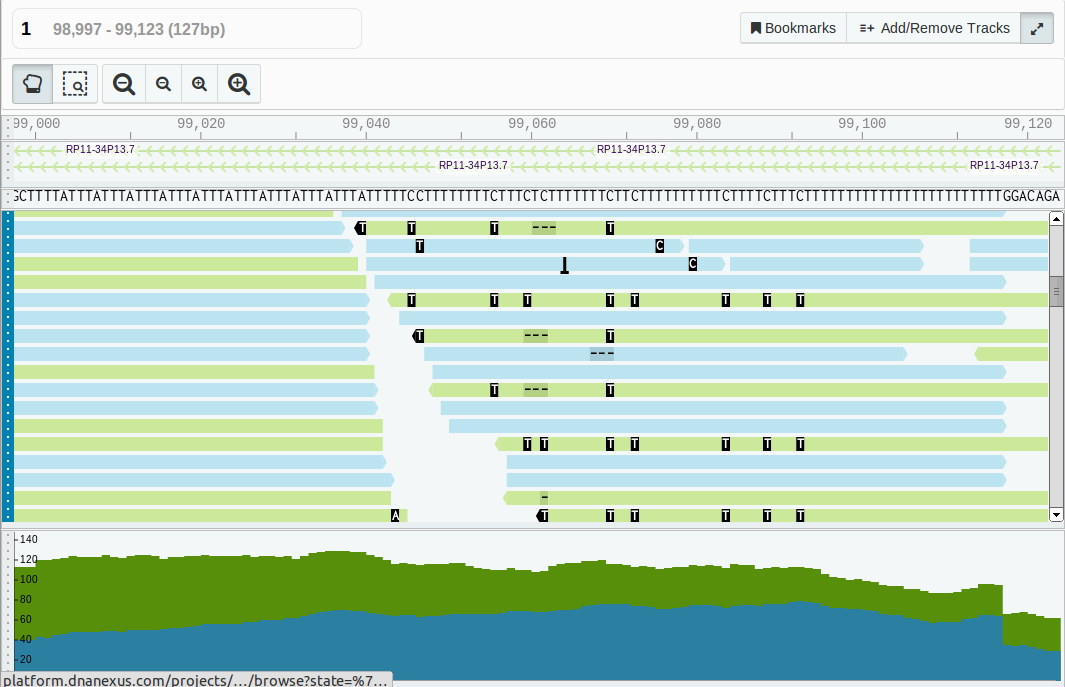 1 98,997 - 99,123 (127bp)
Bookmarks
Add/Remove Tracks
99,000 99,020 99,040 99,060 99,080 99,100 99,120
RP11-34P13.7 RP11-34P13.7
RP11-34P13.7 RP11-34P13.7
GCTTTTATTTATTTATTTATTTATTTATTTATTTATTTATTTATTTTTCCTTTTTTTTCTTTCTCTTTTTTTCTTCTTTTTTTTTTCTTTTCTTTCTTTTTTTTTTTTTTTTTTTTTTTTGGACAGA
T T T --- T
T C
I C
T T T T T T T T
T --- T
---
T --- T
T T T T T T T
-
A T T T T T T
140
120
100
80
60
40
20
platform.dnanexus.com/projects/.../browse?state=%7...